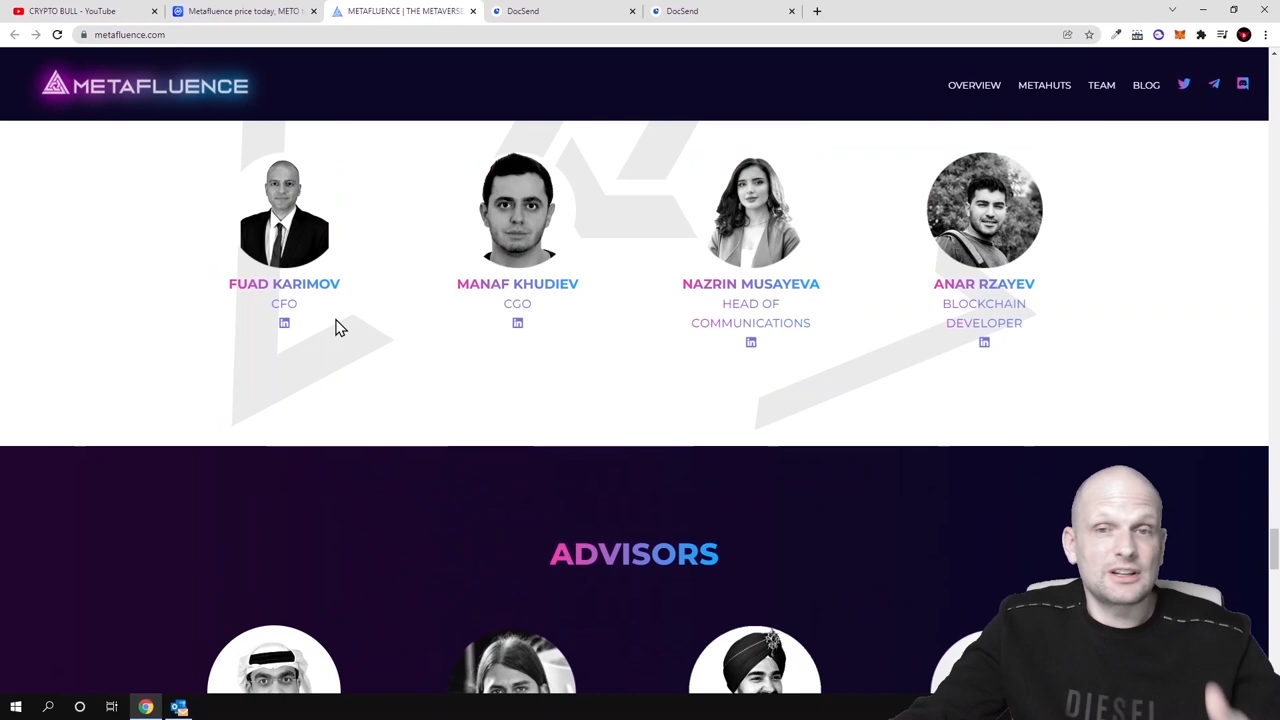 CRYPTO BULL - YouTube
Metafluence price today, METO
METAFLUENCE | THE METAVERSE
DocSend
DocSend
metafluence.com
METAFLUENCE
OVERVIEW
METAHUTS
TEAM
BLOG
FUAD KARIMOV
CFO
MANAF KHUDIEV
CGO
NAZRIN MUSAYEVA
HEAD OF
COMMUNICATIONS
ANAR RZAYEV
BLOCKCHAIN
DEVELOPER
ADVISORS
DIESEL